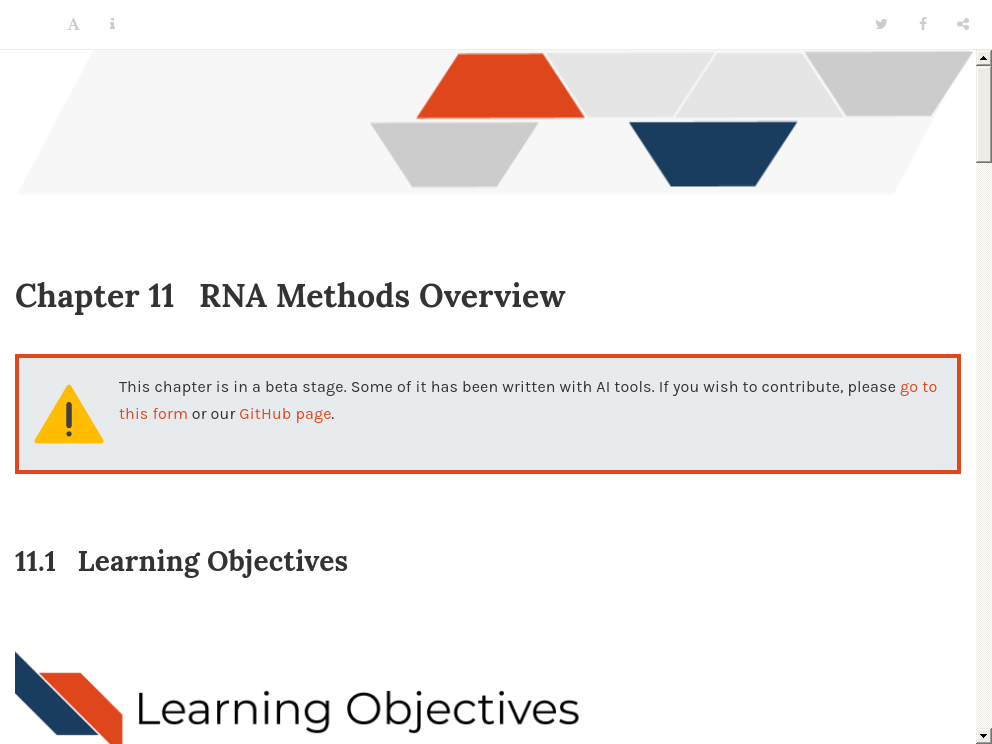 A i
Chapter 11 RNA Methods Overview
This chapter is in a beta stage. Some of it has been written with AI tools. If you wish to contribute, please go to
this form or our GitHub page.
11.1 Learning Objectives
Learning Objectives